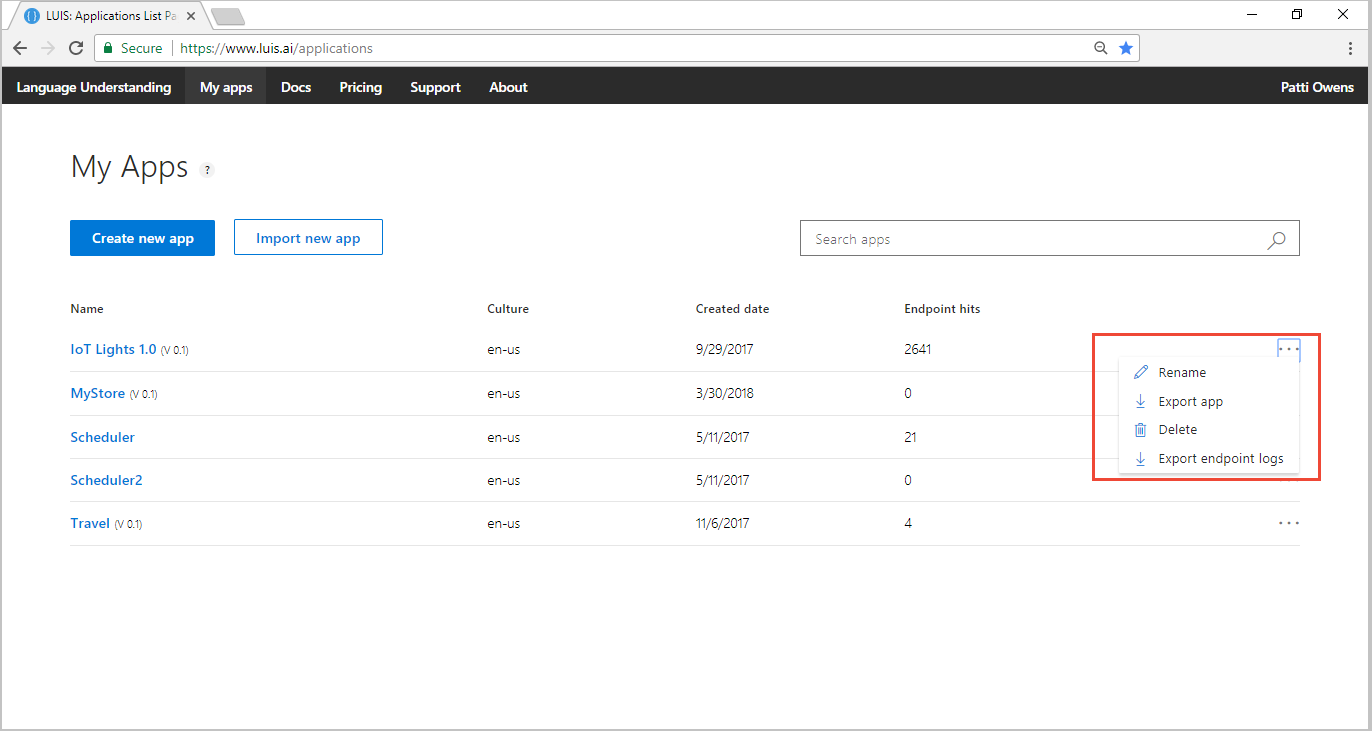 LUIS: Applications List Pa
Secure https://www.luis.ai/applications
Language Understanding My apps Docs Pricing Support About Patti Owens
My Apps ?
Create new app Import new app Search apps
Name Culture Created date Endpoint hits
IoT Lights 1.0 (V 0.1) en-us 9/29/2017 2641 ...
Rename
MyStore (V 0.1) en-us 3/30/2018 0
Export app
Delete
Scheduler en-us 5/11/2017 21
Export endpoint logs
Scheduler2 en-us 5/11/2017 0
Travel (V 0.1) en-us 11/6/2017 4 ...